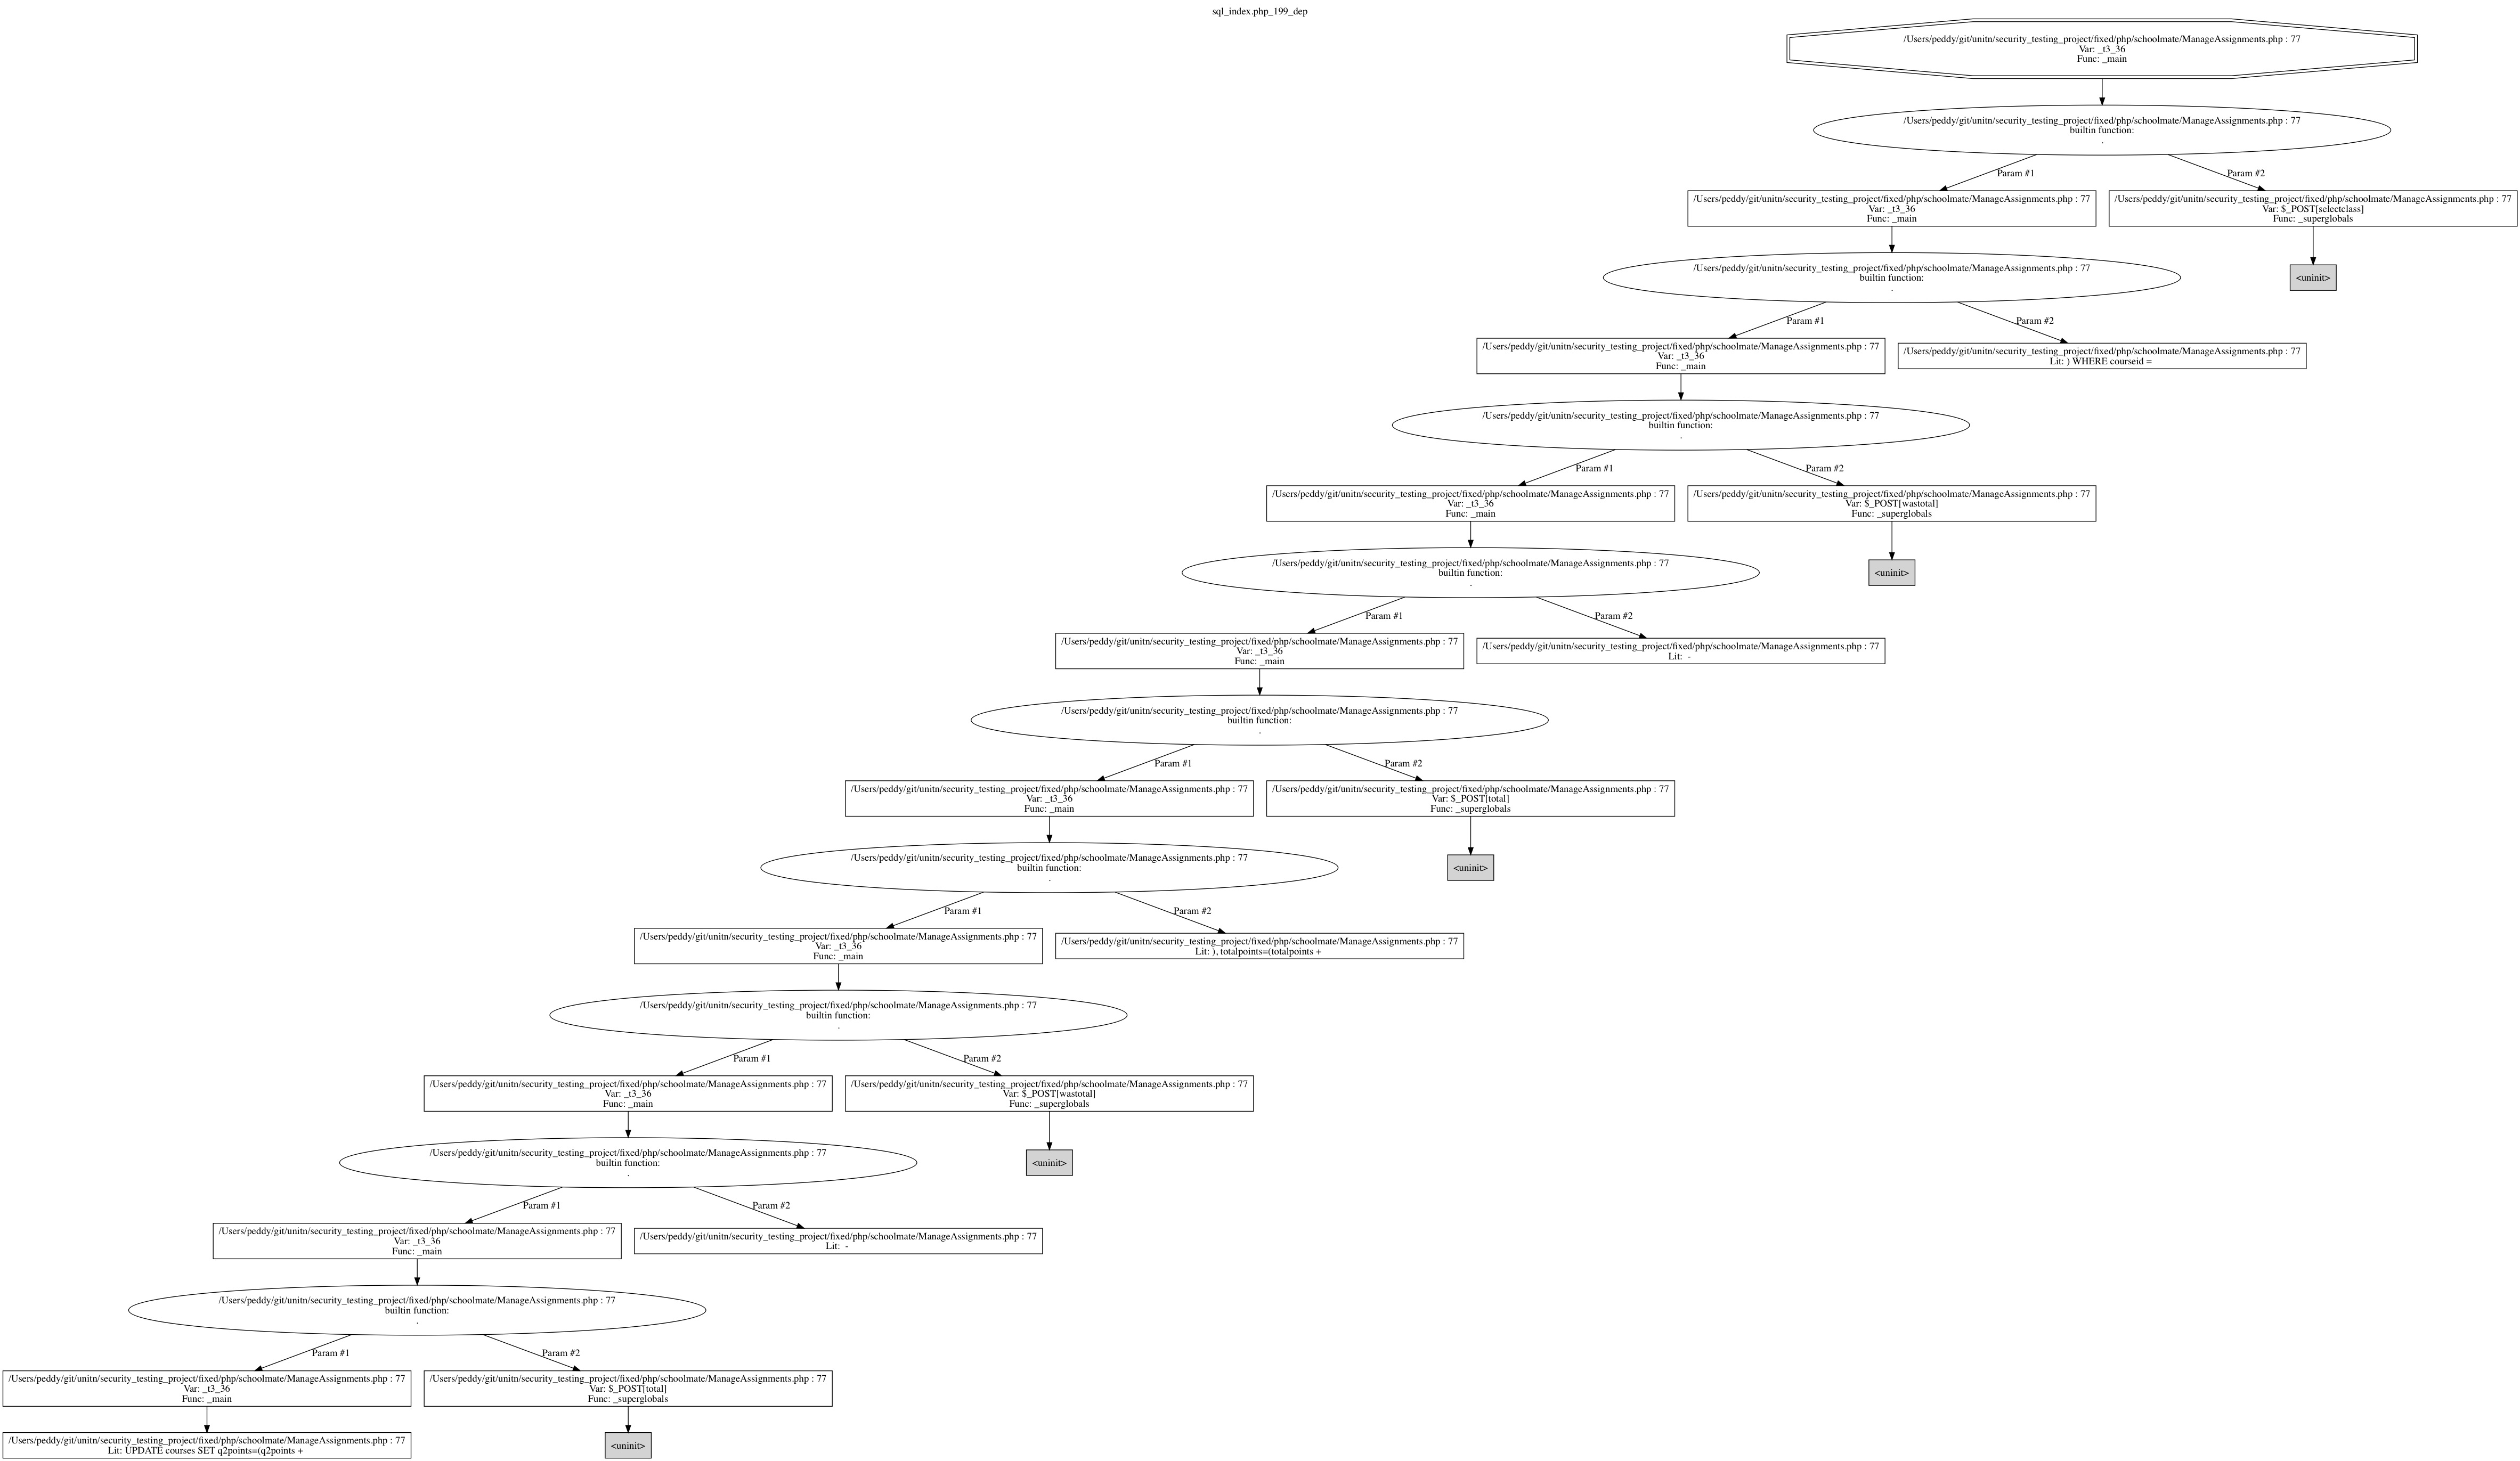 sql_index.php_199_dep
/Users/peddy/git/unitn/security_testing_project/fixed/php/schoolmate/ManageAssignments.php : 77
Var: _t3_36
Func: _main
/Users/peddy/git/unitn/security_testing_project/fixed/php/schoolmate/ManageAssignments.php : 77
builtin function:
.
Param #1
Param #2
/Users/peddy/git/unitn/security_testing_project/fixed/php/schoolmate/ManageAssignments.php : 77
Var: _t3_36
Func: _main
/Users/peddy/git/unitn/security_testing_project/fixed/php/schoolmate/ManageAssignments.php : 77
Var: $_POST[selectclass]
Func: _superglobals
/Users/peddy/git/unitn/security_testing_project/fixed/php/schoolmate/ManageAssignments.php : 77
builtin function:
.
<uninit>
Param #1
Param #2
/Users/peddy/git/unitn/security_testing_project/fixed/php/schoolmate/ManageAssignments.php : 77
Var: _t3_36
Func: _main
/Users/peddy/git/unitn/security_testing_project/fixed/php/schoolmate/ManageAssignments.php : 77
Lit: ) WHERE courseid =
/Users/peddy/git/unitn/security_testing_project/fixed/php/schoolmate/ManageAssignments.php : 77
builtin function:
.
Param #1
Param #2
/Users/peddy/git/unitn/security_testing_project/fixed/php/schoolmate/ManageAssignments.php : 77
Var: _t3_36
Func: _main
/Users/peddy/git/unitn/security_testing_project/fixed/php/schoolmate/ManageAssignments.php : 77
Var: $_POST[wastotal]
Func: _superglobals
/Users/peddy/git/unitn/security_testing_project/fixed/php/schoolmate/ManageAssignments.php : 77
builtin function:
.
<uninit>
Param #1
Param #2
/Users/peddy/git/unitn/security_testing_project/fixed/php/schoolmate/ManageAssignments.php : 77
Var: _t3_36
Func: _main
/Users/peddy/git/unitn/security_testing_project/fixed/php/schoolmate/ManageAssignments.php : 77
Lit: -
/Users/peddy/git/unitn/security_testing_project/fixed/php/schoolmate/ManageAssignments.php : 77
builtin function:
.
Param #1
Param #2
/Users/peddy/git/unitn/security_testing_project/fixed/php/schoolmate/ManageAssignments.php : 77
Var: _t3_36
Func: _main
/Users/peddy/git/unitn/security_testing_project/fixed/php/schoolmate/ManageAssignments.php : 77
Var: $_POST[total]
Func: _superglobals
/Users/peddy/git/unitn/security_testing_project/fixed/php/schoolmate/ManageAssignments.php : 77
builtin function:
.
<uninit>
Param #1
Param #2
/Users/peddy/git/unitn/security_testing_project/fixed/php/schoolmate/ManageAssignments.php : 77
Var: _t3_36
Func: _main
/Users/peddy/git/unitn/security_testing_project/fixed/php/schoolmate/ManageAssignments.php : 77
Lit: ), totalpoints=(totalpoints +
/Users/peddy/git/unitn/security_testing_project/fixed/php/schoolmate/ManageAssignments.php : 77
builtin function:
.
Param #1
Param #2
/Users/peddy/git/unitn/security_testing_project/fixed/php/schoolmate/ManageAssignments.php : 77
Var: _t3_36
Func: _main
/Users/peddy/git/unitn/security_testing_project/fixed/php/schoolmate/ManageAssignments.php : 77
Var: $_POST[wastotal]
Func: _superglobals
/Users/peddy/git/unitn/security_testing_project/fixed/php/schoolmate/ManageAssignments.php : 77
builtin function:
.
<uninit>
Param #1
Param #2
/Users/peddy/git/unitn/security_testing_project/fixed/php/schoolmate/ManageAssignments.php : 77
Var: _t3_36
Func: _main
/Users/peddy/git/unitn/security_testing_project/fixed/php/schoolmate/ManageAssignments.php : 77
Lit: -
/Users/peddy/git/unitn/security_testing_project/fixed/php/schoolmate/ManageAssignments.php : 77
builtin function:
.
Param #1
Param #2
/Users/peddy/git/unitn/security_testing_project/fixed/php/schoolmate/ManageAssignments.php : 77
Var: _t3_36
Func: _main
/Users/peddy/git/unitn/security_testing_project/fixed/php/schoolmate/ManageAssignments.php : 77
Var: $_POST[total]
Func: _superglobals
/Users/peddy/git/unitn/security_testing_project/fixed/php/schoolmate/ManageAssignments.php : 77
Lit: UPDATE courses SET q2points=(q2points +
<uninit>